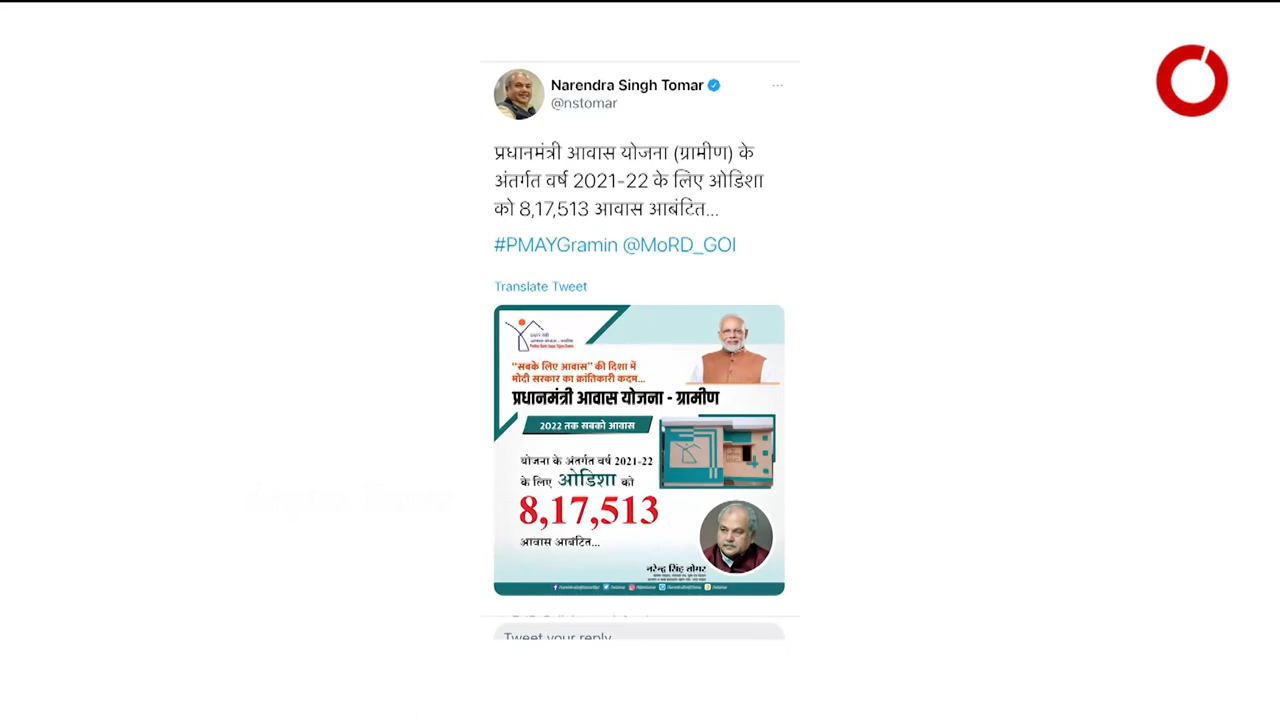 Narendra Singh Tomar
@nstomar
प्रधानमंत्री आवास योजना (ग्रामीण) के
अंतर्गत वर्ष 2021-22 के लिए ओडिशा
को 8,17,513 आवास आबंटित...
#PMAYGramin @MoRD_GOI
Translate Tweet
"सबके लिए आवास" की दिशा में
मोदी सरकार का क्रांतिकारी कदम...
प्रधानमंत्री आवास योजना - ग्रामीण
2022 तक सबको आवास
योजना के अंतर्गत वर्ष 2021-22
के लिए ओडिशा को
8,17,513
आवास आबंटित...
नरेन्द्र सिंह तोमर
Tweet your reply